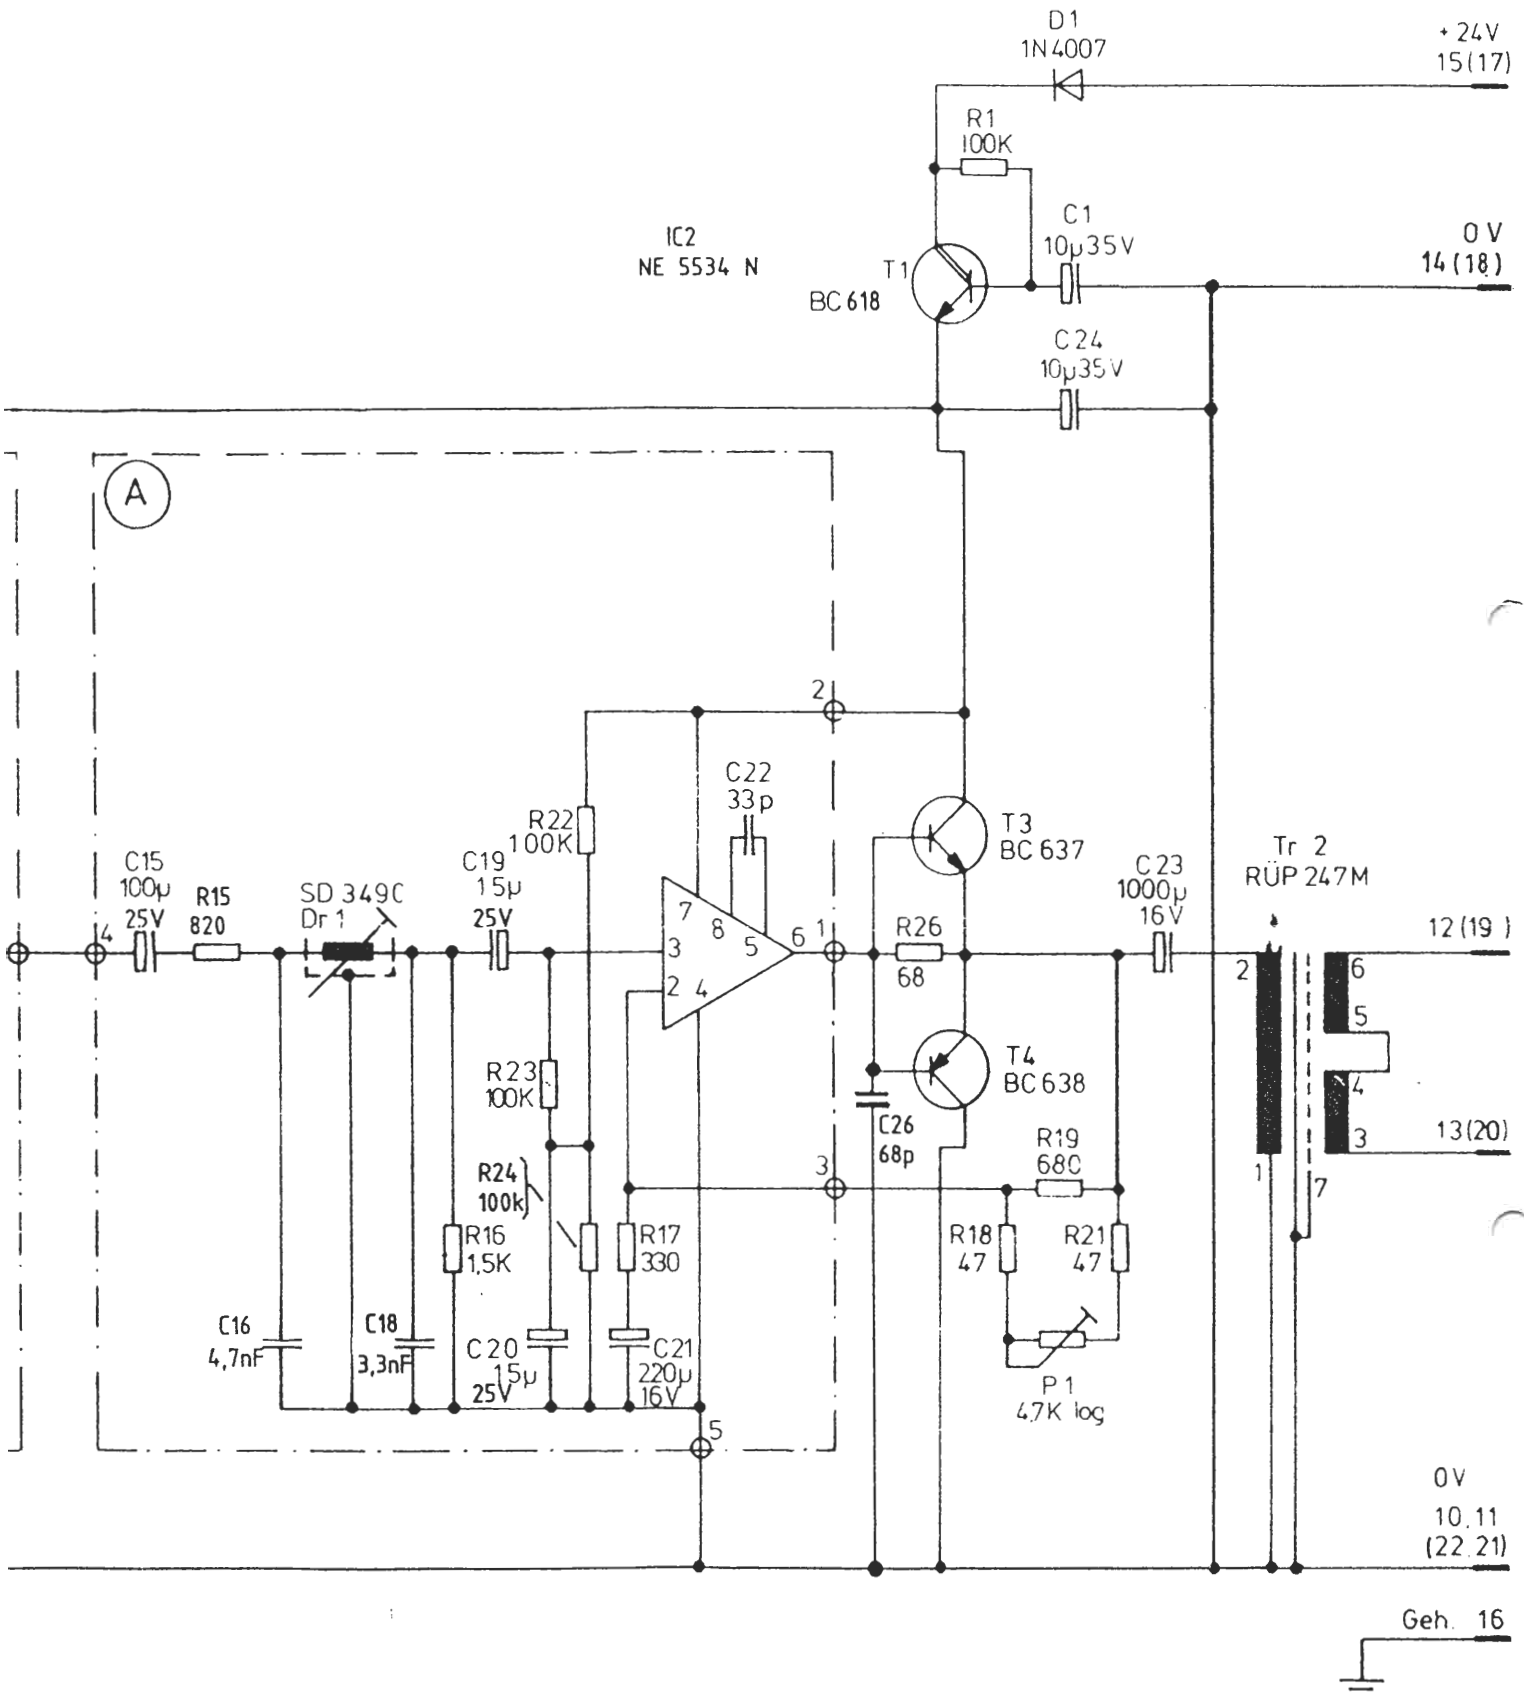 D1
1N4007
+24V
15(17)
R1
100K
C1
10µ35V
0V
14(18)
IC2
NE 5534 N
T1
BC618
C24
10µ35V
A
2
C22
33p
R22
100K
T3
BC637
C15
100µ
25V
R15
820
SD 349C
Dr1
C19
15µ
25V
C23
1000µ
16V
Tr 2
RÜP 247M
4
7
8
5
3
6
1
R26
68
2
6
12(19)
2
4
5
R23
100K
T4
BC638
4
C26
68p
R19
680
3
13(20)
R24
100k
3
1
7
R16
1,5K
R17
330
R18
47
R21
47
C16
4,7nF
C18
3,3nF
C20
15µ
25V
C21
220µ
16V
P1
4,7K log
5
0V
10,11
(22,21)
Geh. 16